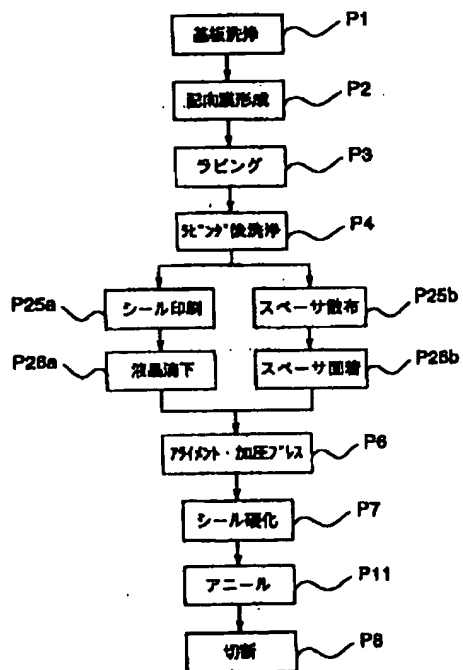 基板洗浄 P1
配向膜形成 P2
ラビング P3
ラビング後洗浄 P4
P25a シール印刷 スペーサ散布 P25b
P26a 液晶滴下 スペーサ固着 P26b
アライメント・加圧プレス P6
シール硬化 P7
アニール P11
切断 P8